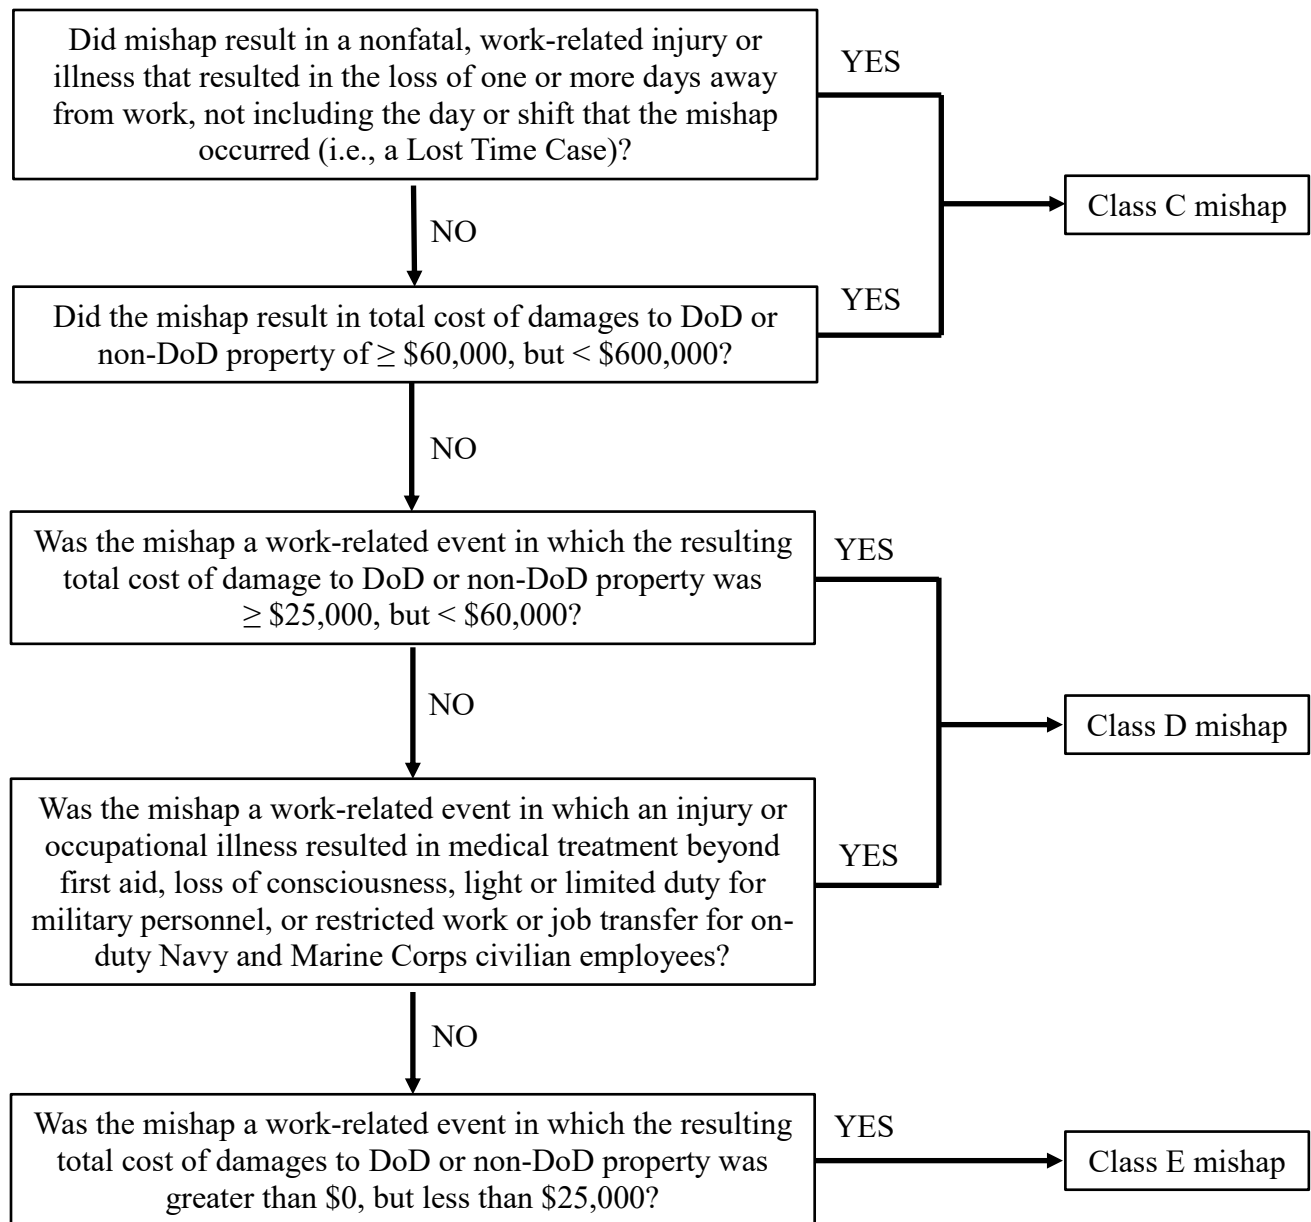 Did mishap result in a nonfatal, work-related injury or
illness that resulted in the loss of one or more days away
from work, not including the day or shift that the mishap
occurred (i.e., a Lost Time Case)?
YES
Class C mishap
NO
Did the mishap result in total cost of damages to DoD or
non-DoD property of ≥ $60,000, but < $600,000?
YES
NO
Was the mishap a work-related event in which the resulting
total cost of damage to DoD or non-DoD property was
≥ $25,000, but < $60,000?
YES
NO
Class D mishap
Was the mishap a work-related event in which an injury or
occupational illness resulted in medical treatment beyond
first aid, loss of consciousness, light or limited duty for
military personnel, or restricted work or job transfer for on-
duty Navy and Marine Corps civilian employees?
YES
NO
Was the mishap a work-related event in which the resulting
total cost of damages to DoD or non-DoD property was
greater than $0, but less than $25,000?
YES
Class E mishap